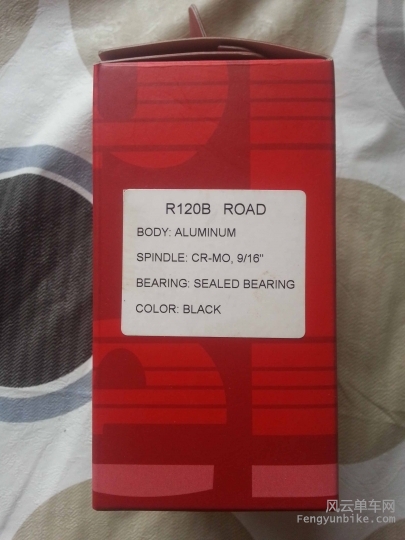 R120B ROAD
BODY: ALUMINUM
SPINDLE: CR-MO, 9/16"
BEARING: SEALED BEARING
COLOR: BLACK
风云单车网
Fengyunbike.com